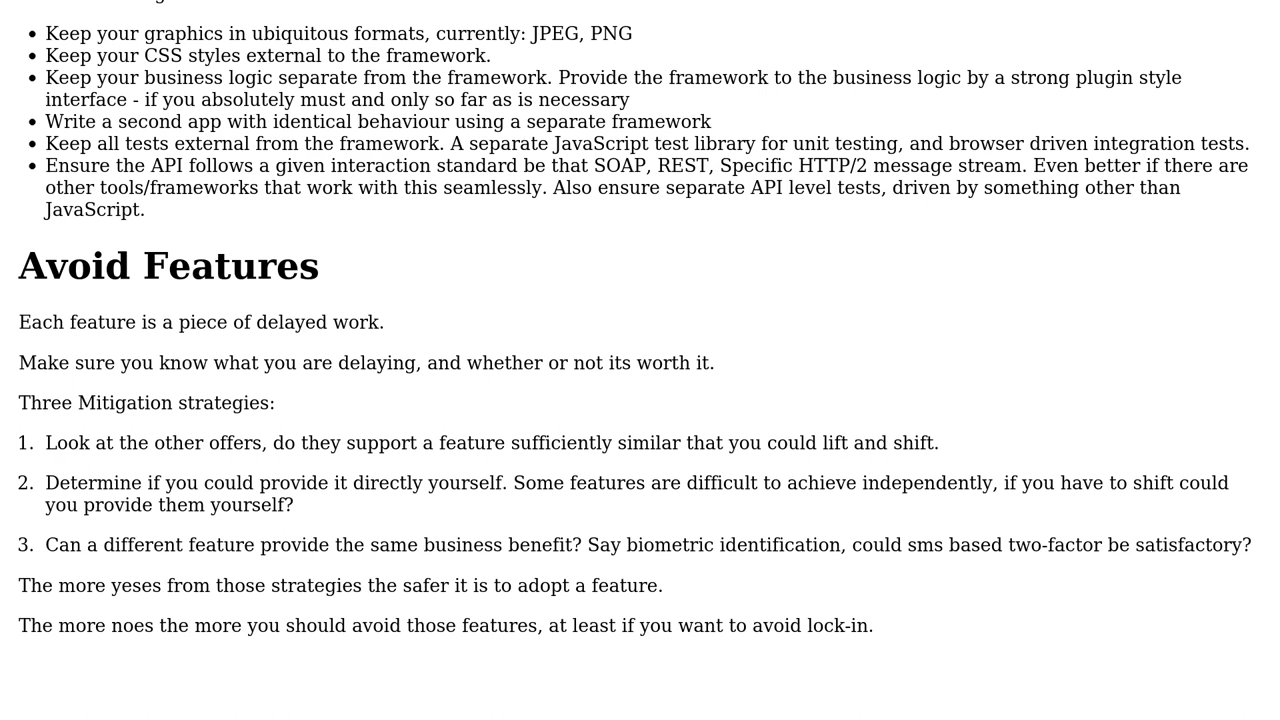 Keep your graphics in ubiquitous formats, currently: JPEG, PNG
Keep your CSS styles external to the framework.
Keep your business logic separate from the framework. Provide the framework to the business logic by a strong plugin style
interface - if you absolutely must and only so far as is necessary
Write a second app with identical behaviour using a separate framework
Keep all tests external from the framework. A separate JavaScript test library for unit testing, and browser driven integration tests.
Ensure the API follows a given interaction standard be that SOAP, REST, Specific HTTP/2 message stream. Even better if there are
other tools/frameworks that work with this seamlessly. Also ensure separate API level tests, driven by something other than
JavaScript.
Avoid Features
Each feature is a piece of delayed work.
Make sure you know what you are delaying, and whether or not its worth it.
Three Mitigation strategies:
1. Look at the other offers, do they support a feature sufficiently similar that you could lift and shift.
2. Determine if you could provide it directly yourself. Some features are difficult to achieve independently, if you have to shift could
you provide them yourself?
3. Can a different feature provide the same business benefit? Say biometric identification, could sms based two-factor be satisfactory?
The more yeses from those strategies the safer it is to adopt a feature.
The more noes the more you should avoid those features, at least if you want to avoid lock-in.